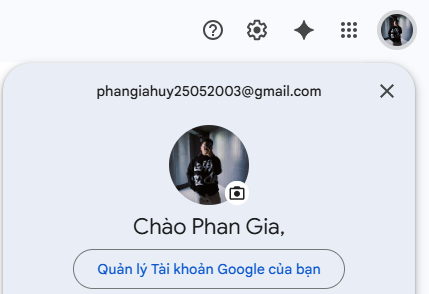 phangiahuy25052003@gmail.com
Chào Phan Gia,
Quản lý Tài khoản Google của bạn